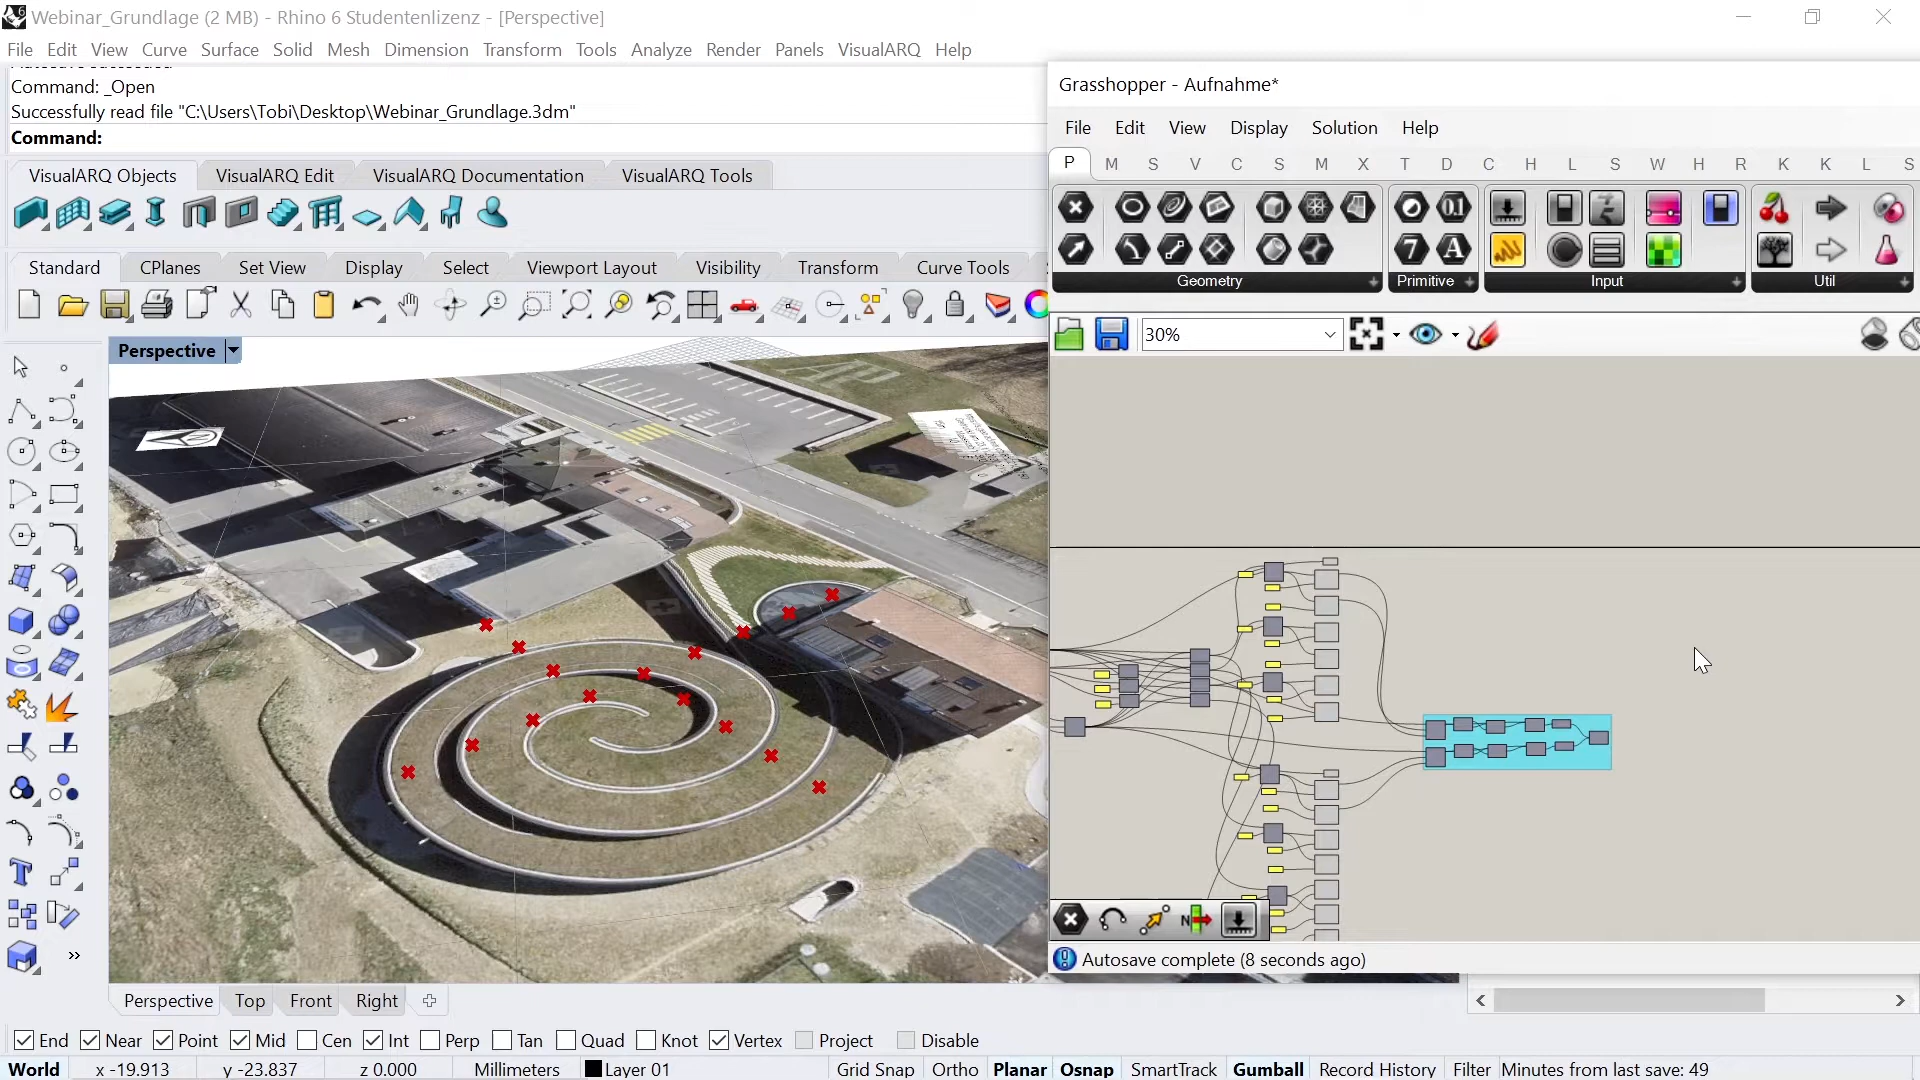 Webinar_Grundlage (2 MB) - Rhino 6 Studentenlizenz - [Perspective]
File Edit View Curve Surface Solid Mesh Dimension Transform Tools Analyze Render Panels VisualARQ Help
Command: _Open
Successfully read file "C:\Users\Tobi\Desktop\Webinar_Grundlage.3dm"
Command:
VisualARQ Objects VisualARQ Edit VisualARQ Documentation VisualARQ Tools
Standard CPlanes Set View Display Select Viewport Layout Visibility Transform Curve Tools
Perspective
Grasshopper - Aufnahme*
File Edit View Display Solution Help
P M S V C S M X T D C H L S W H R K K L S
Geometry Primitive Input Util
30%
Autosave complete (8 seconds ago)
Perspective Top Front Right
End Near Point Mid Cen Int Perp Tan Quad Knot Vertex Project Disable
World x -19.913 y -23.837 z 0.000 Millimeters Layer 01 Grid Snap Ortho Planar Osnap SmartTrack Gumball Record History Filter Minutes from last save: 49